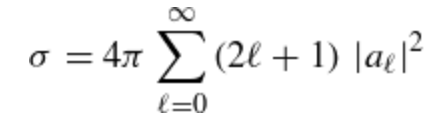 σ = 4π ∑_{ℓ=0}^{∞} (2ℓ + 1) |a_ℓ|²